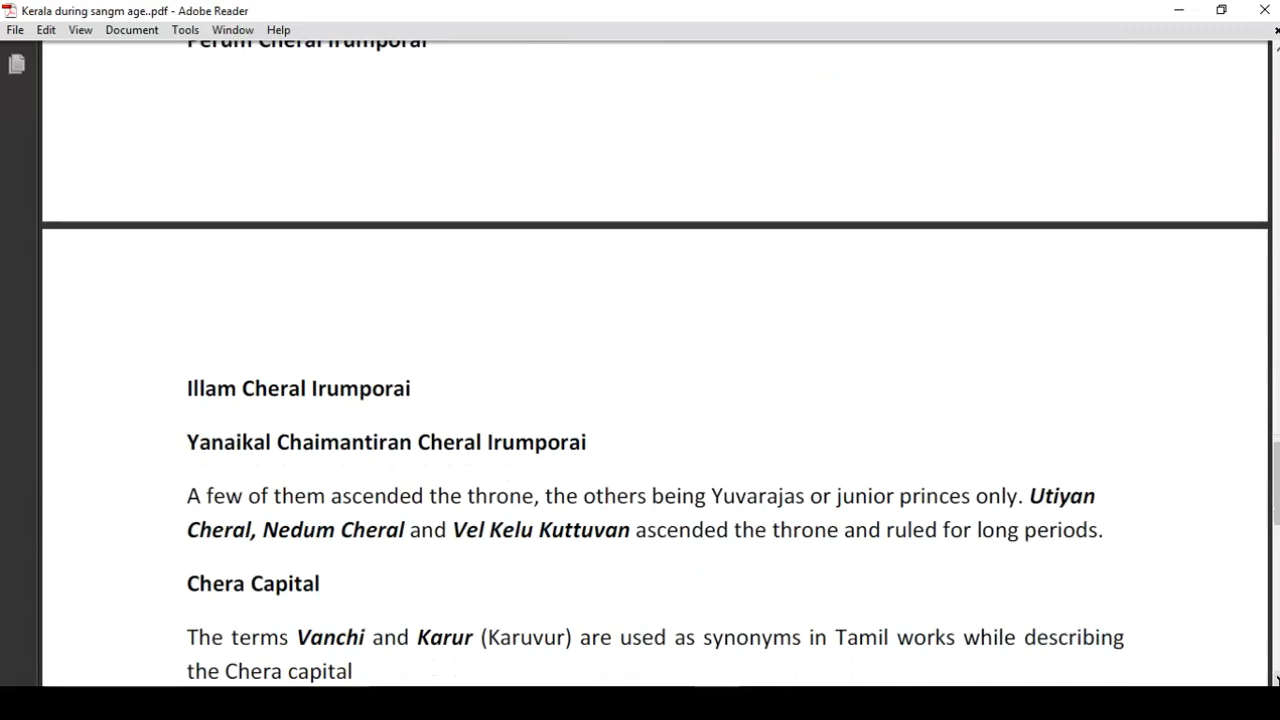 Kerala during sangm age..pdf - Adobe Reader
File Edit View Document Tools Window Help
Perum Cheral Irumporai
Illam Cheral Irumporai
Yanaikal Chaimantiran Cheral Irumporai
A few of them ascended the throne, the others being Yuvarajas or junior princes only. Utiyan
Cheral, Nedum Cheral and Vel Kelu Kuttuvan ascended the throne and ruled for long periods.
Chera Capital
The terms Vanchi and Karur (Karuvur) are used as synonyms in Tamil works while describing
the Chera capital